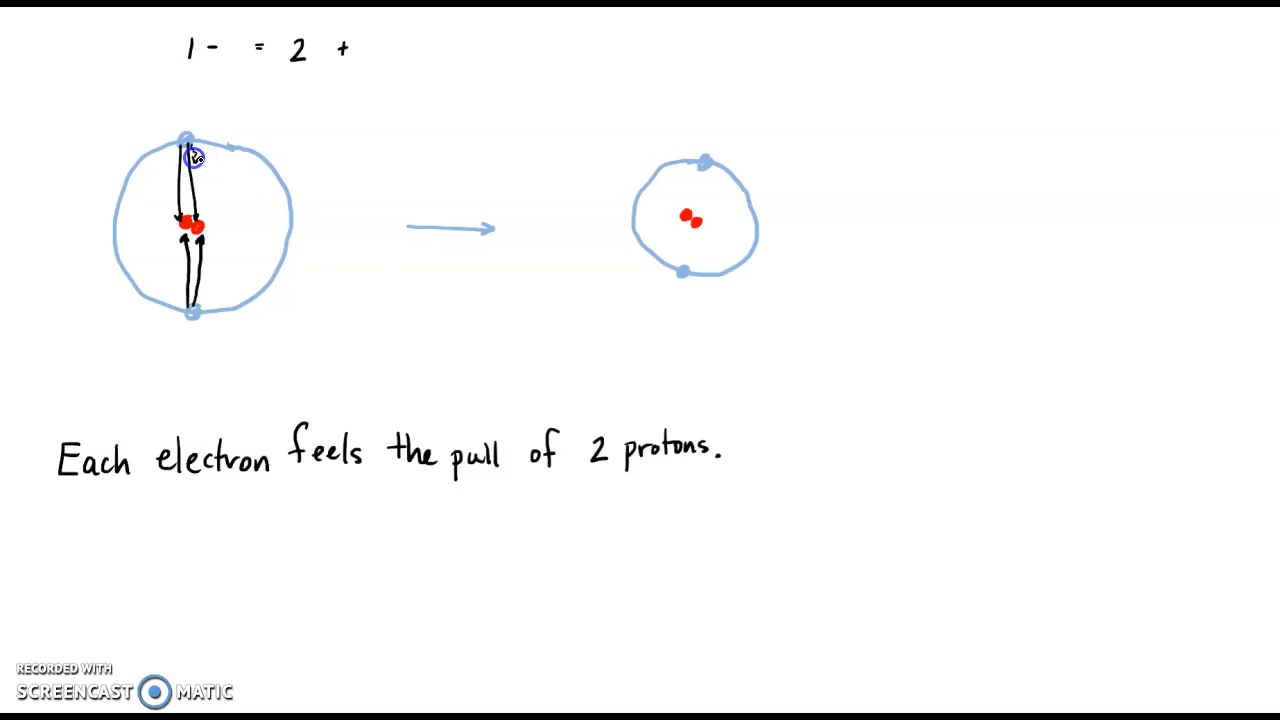 1 - = 2 +
Each electron feels the pull of 2 protons.
RECORDED WITH
SCREENCAST MATIC